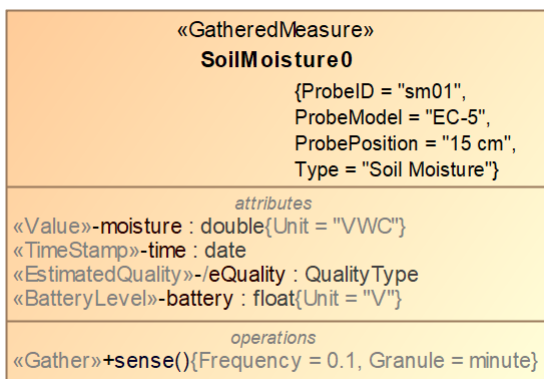 «GatheredMeasure»
SoilMoisture0
{ProbeID = "sm01",
ProbeModel = "EC-5",
ProbePosition = "15 cm",
Type = "Soil Moisture"}
attributes
«Value»-moisture : double{Unit = "VWC"}
«TimeStamp»-time : date
«EstimatedQuality»-/eQuality : QualityType
«BatteryLevel»-battery : float{Unit = "V"}
operations
«Gather»+sense(){Frequency = 0.1, Granule = minute}